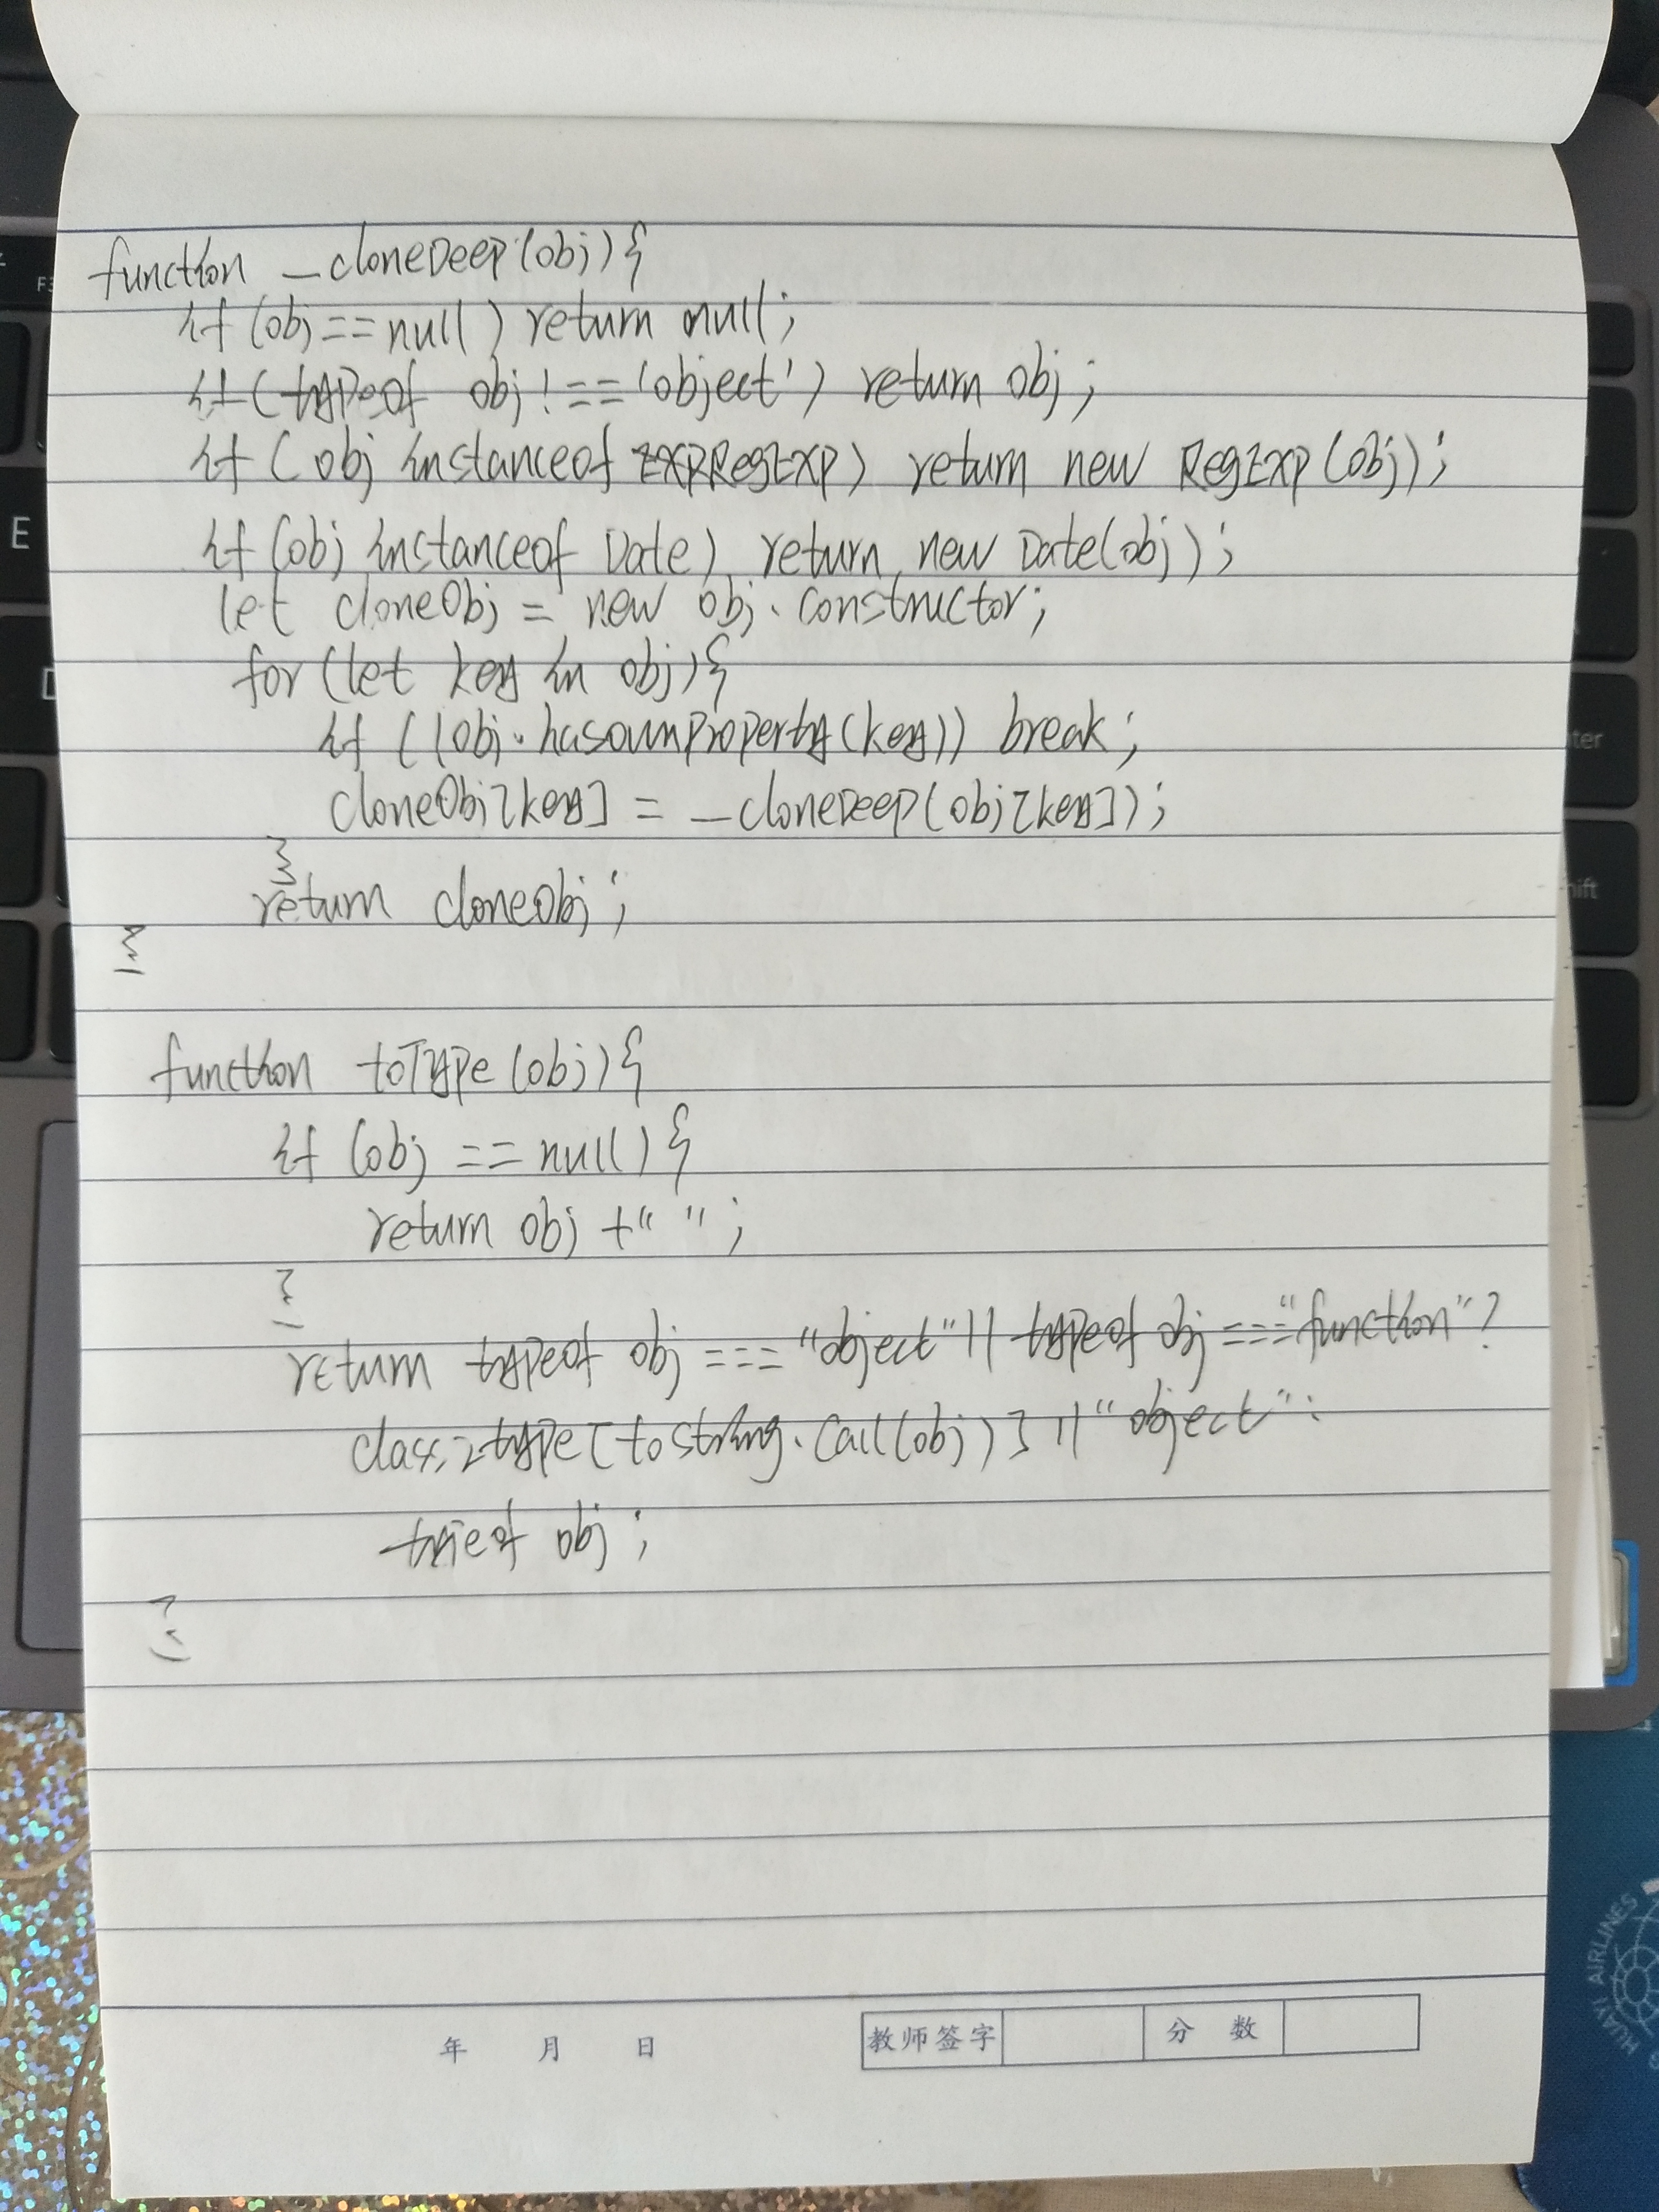 function _cloneDeep(obj){
if (obj==null) return null;
if (typeof obj !== 'object') return obj;
if (obj instanceof RegExp) return new RegExp(obj);
if (obj instanceof Date) return new Date(obj);
let cloneObj = new obj.constructor;
for (let key in obj){
if (!obj.hasOwnProperty(key)) break;
cloneObj[key] = _cloneDeep(obj[key]);
}
return cloneObj;
}
function toType(obj){
if (obj == null){
return obj + " ";
}
return typeof obj === "object" || typeof obj === "function" ?
class2type[toString.call(obj)] || "object" :
typeof obj;
}
年 月 日 教师签字 分 数
E
D
HUAYI AIRLINES